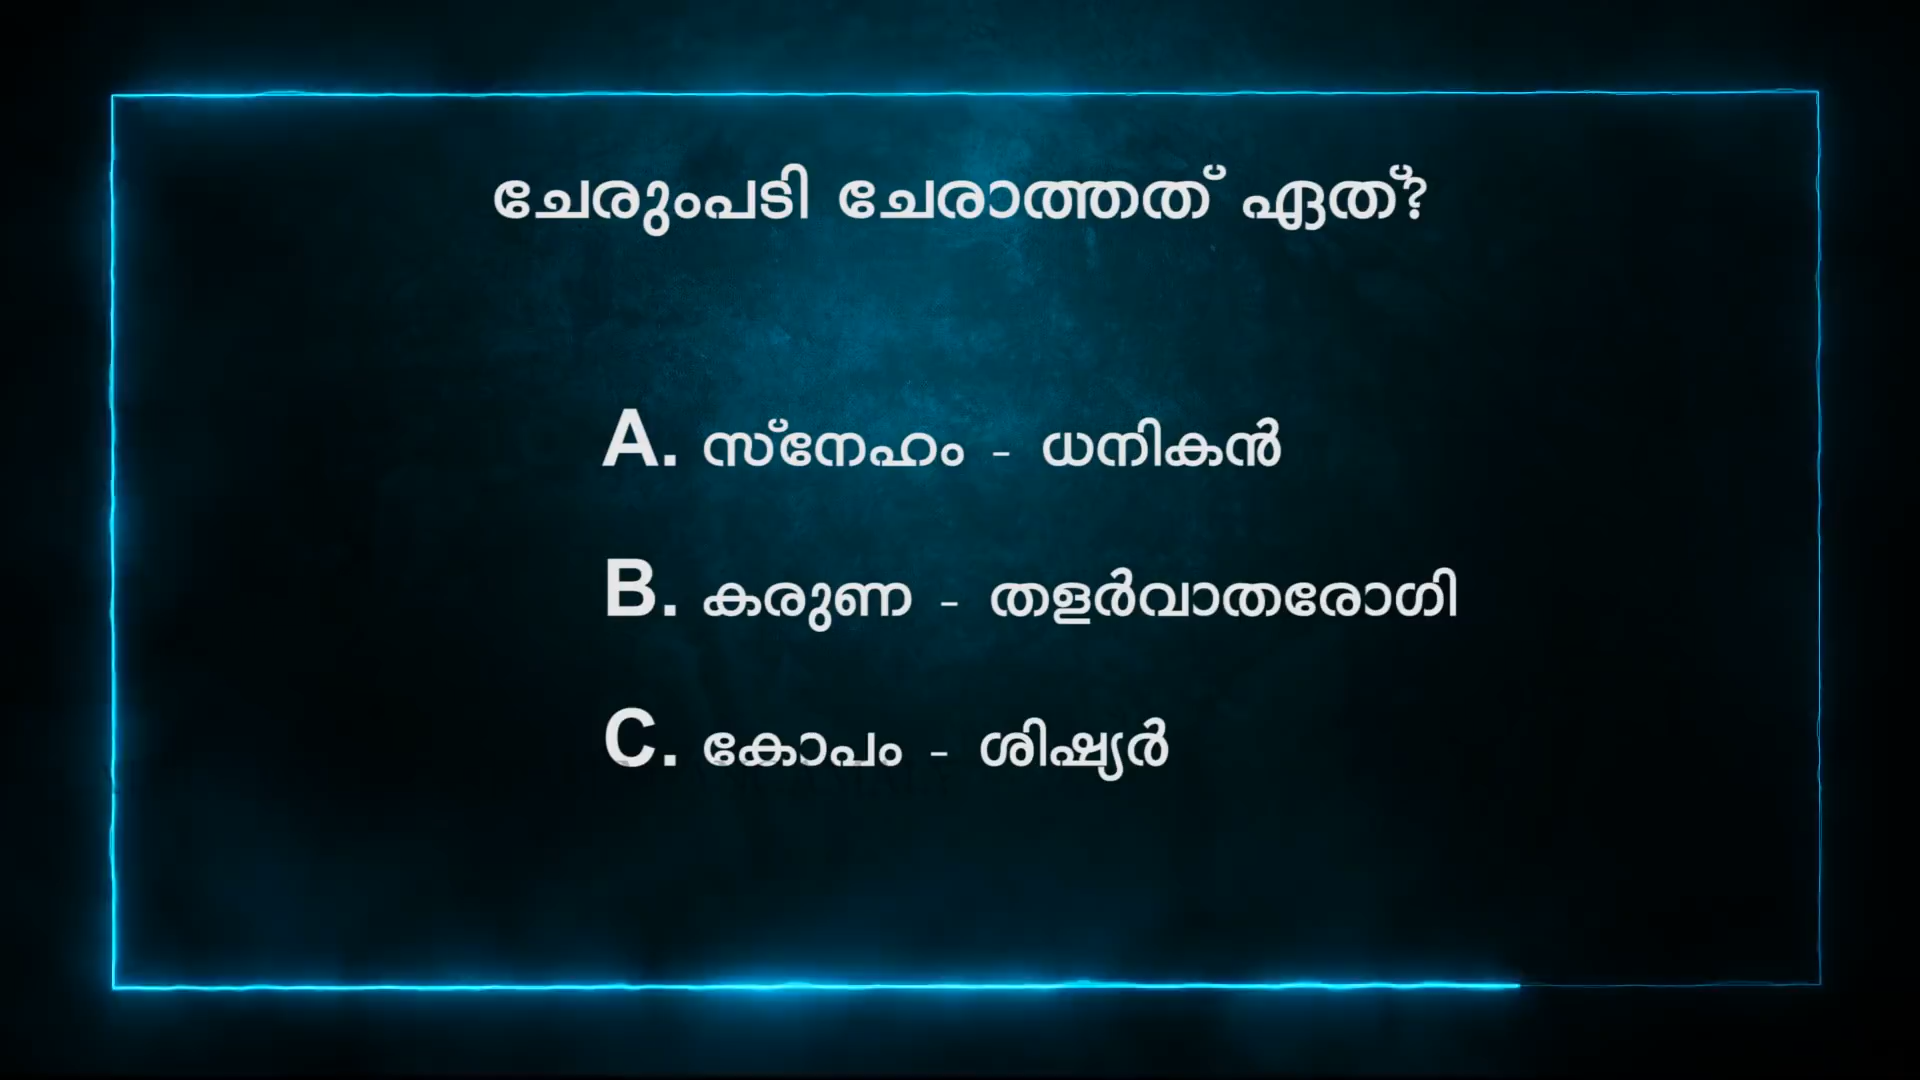 ചേരുംപടി ചേരാത്തത് ഏത്?
A. സ്നേഹം - ധനികൻ
B. കരുണ - തളർവാതരോഗി
C. കോപം - ശിഷ്യർ